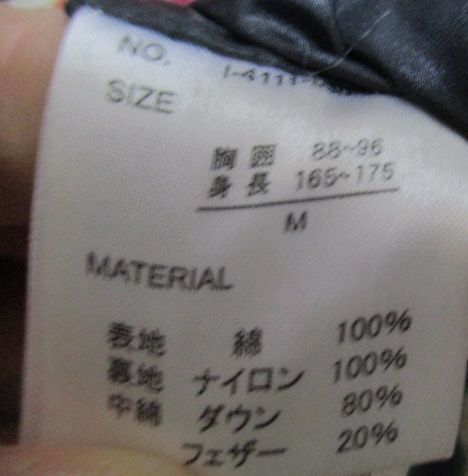 NO.
SIZE
胸囲 88~96
身長 165~175
M
MATERIAL
表地 綿 100%
裏地 ナイロン 100%
中綿 ダウン 80%
フェザー 20%